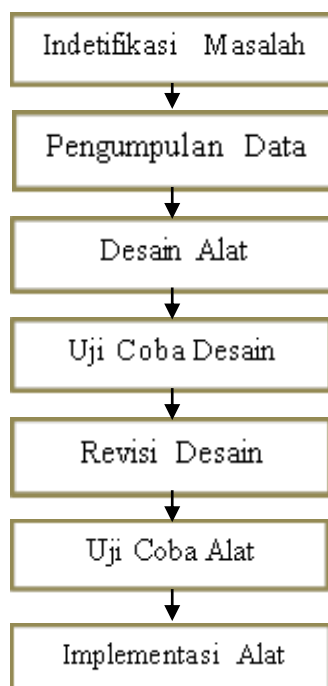 Indetifikasi Masalah
Pengumpulan Data
Desain Alat
Uji Coba Desain
Revisi Desain
Uji Coba Alat
Implementasi Alat